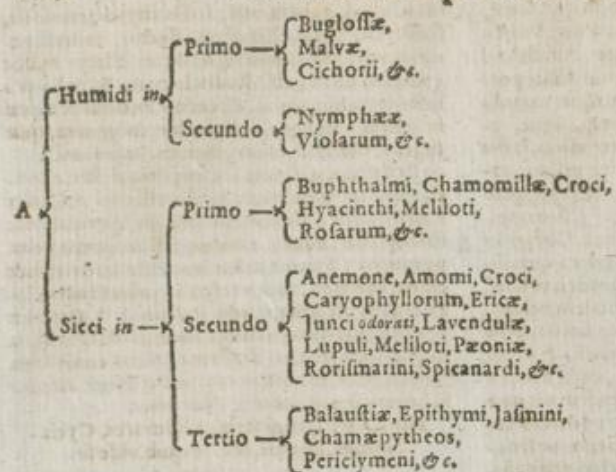 Buglossæ,
Primo Malvæ,
Cichorii, &c.
Humidi in
Secundo Nymphææ,
Violarum, &c.
A
Buphthalmi, Chamomillæ, Croci,
Primo Hyacinthi, Meliloti,
Rosarum, &c.
Anemone, Amomi, Croci,
Caryophyllorum, Ericæ,
Sicci in Secundo Junci odorati, Lavendulæ,
Lupuli, Meliloti, Pæoniæ,
Rorismarini, Spicanardi, &c.
Balaustiæ, Epithymi, Jasmini,
Tertio Chamæpytheos,
Periclymeni, &c.